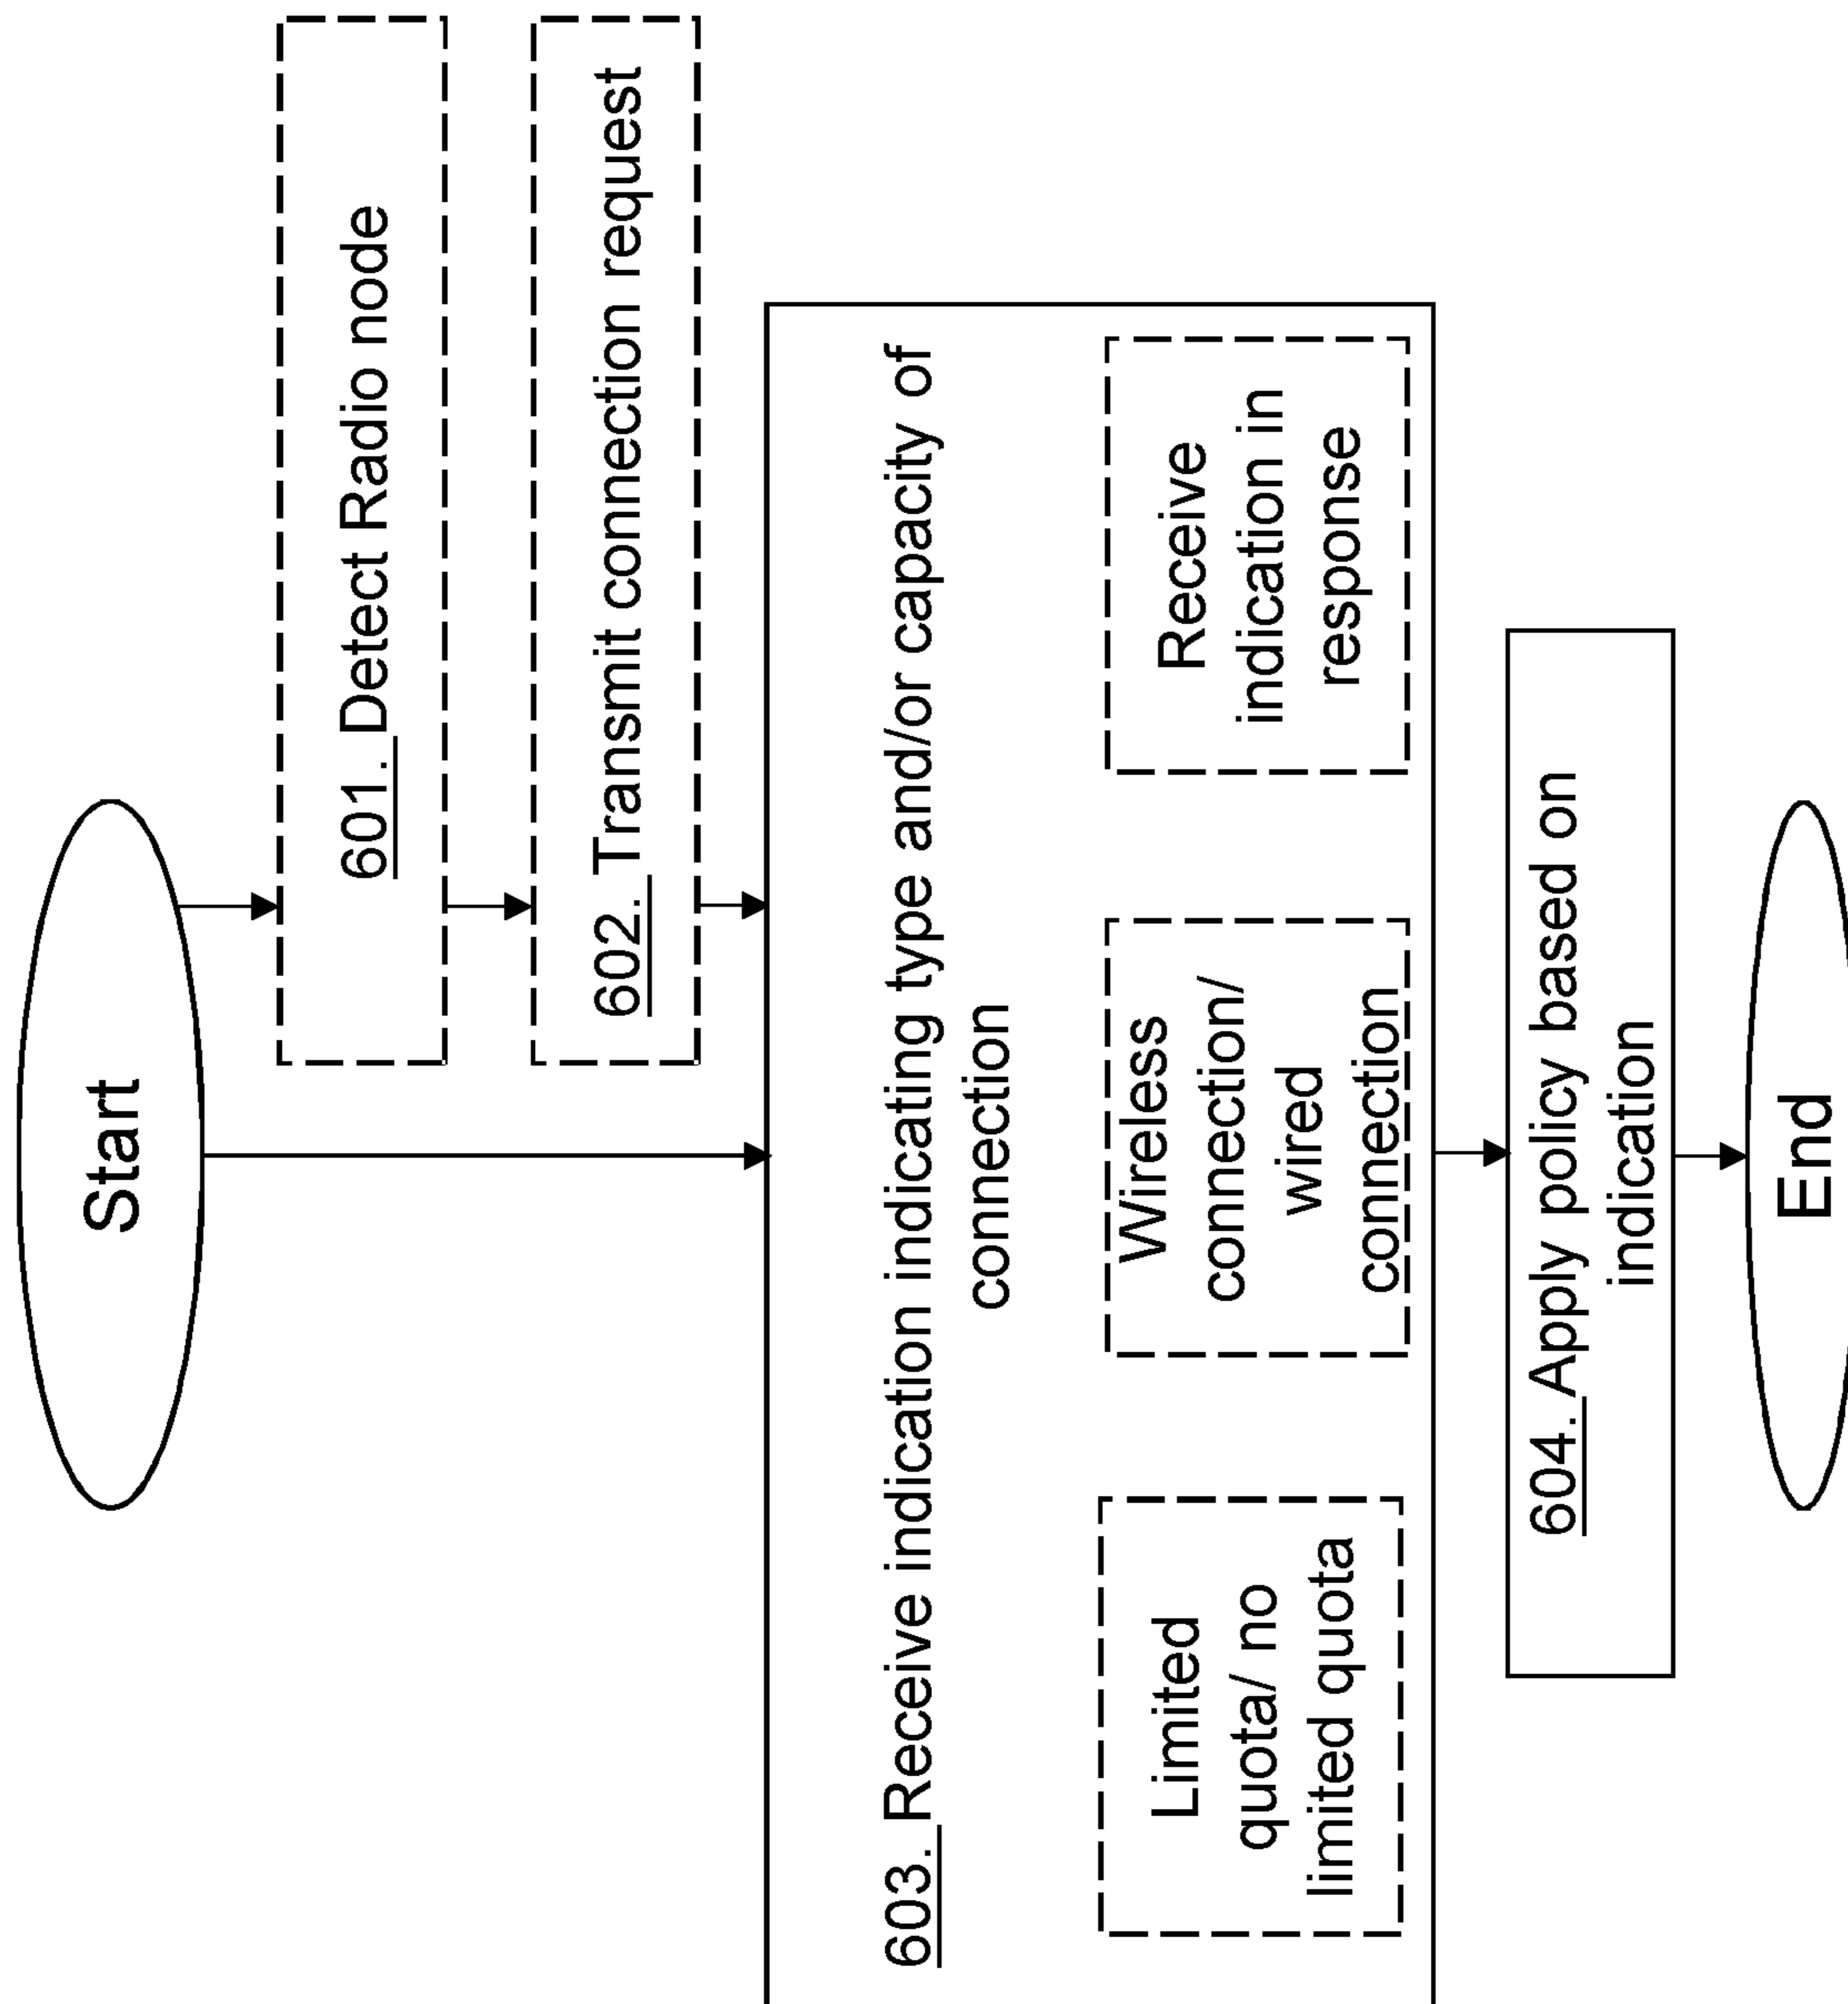 Start
601. Detect Radio node
602. Transmit connection request
603. Receive indication indicating type and/or capacity of
connection
Limited
quota/ no
limited quota
Wireless
connection/
wired
connection
Receive
indication in
response
604. Apply policy based on
indication
End